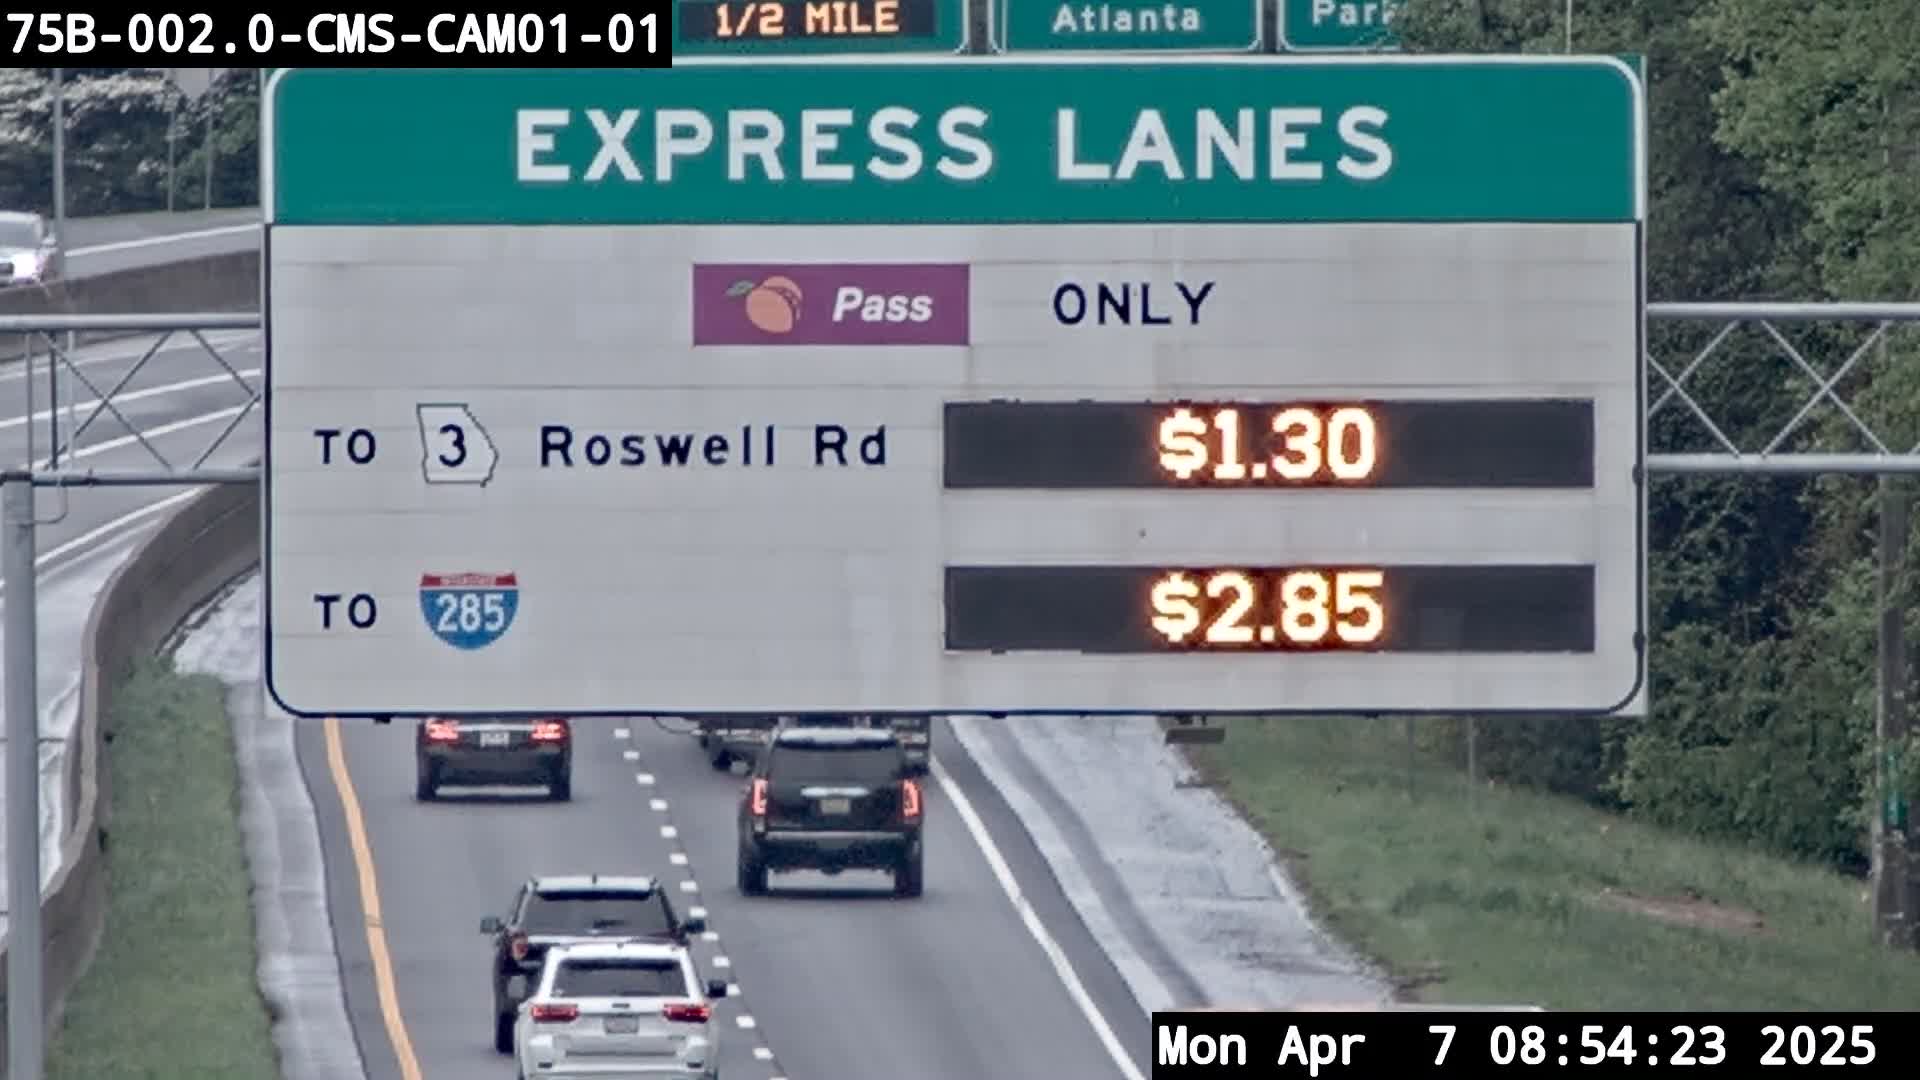 75B-002.0-CMS-CAM01-01
1/2 MILE
Atlanta
Park
EXPRESS LANES
Pass ONLY
TO 3 Roswell Rd $1.30
TO 285 $2.85
Mon Apr 7 08:54:23 2025